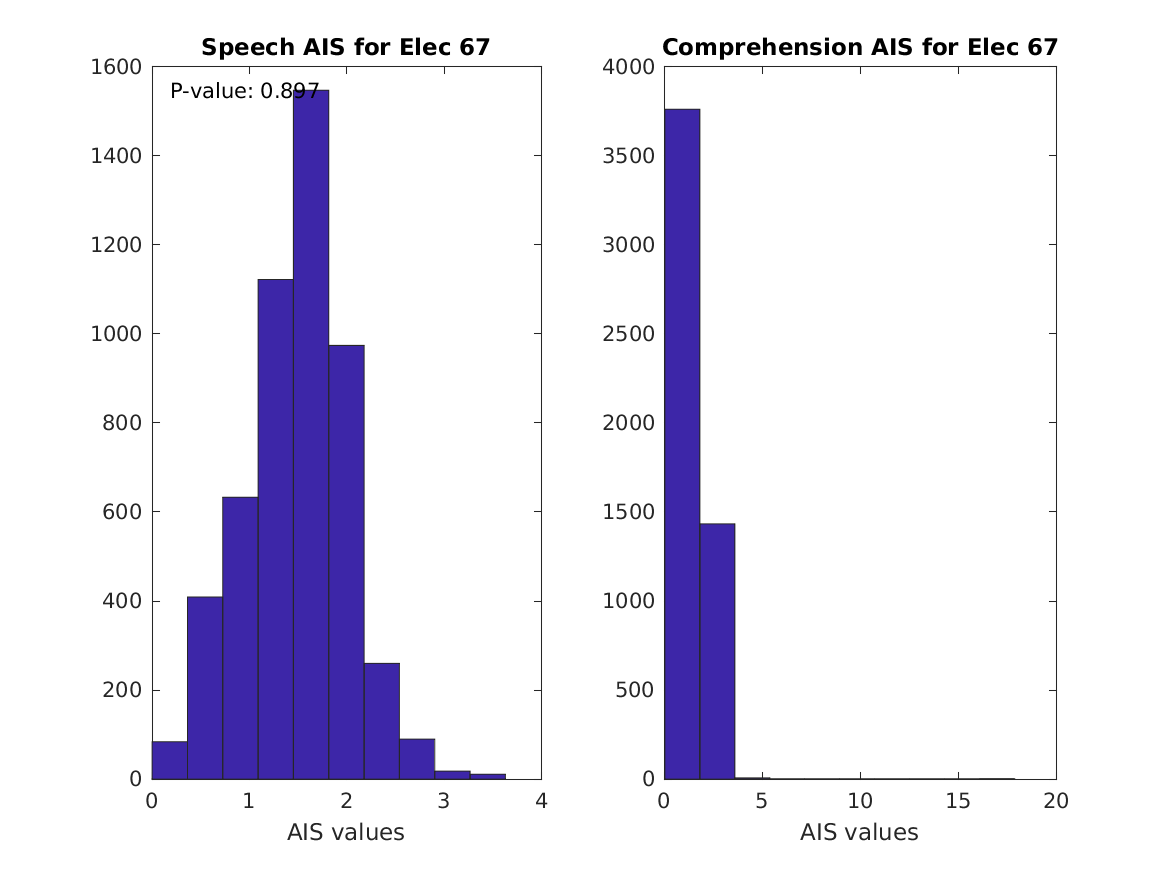 Speech AIS for Elec 67
P-value: 0.897
1600
1400
1200
1000
800
600
400
200
0
0 1 2 3 4
AIS values
Comprehension AIS for Elec 67
4000
3500
3000
2500
2000
1500
1000
500
0
0 5 10 15 20
AIS values